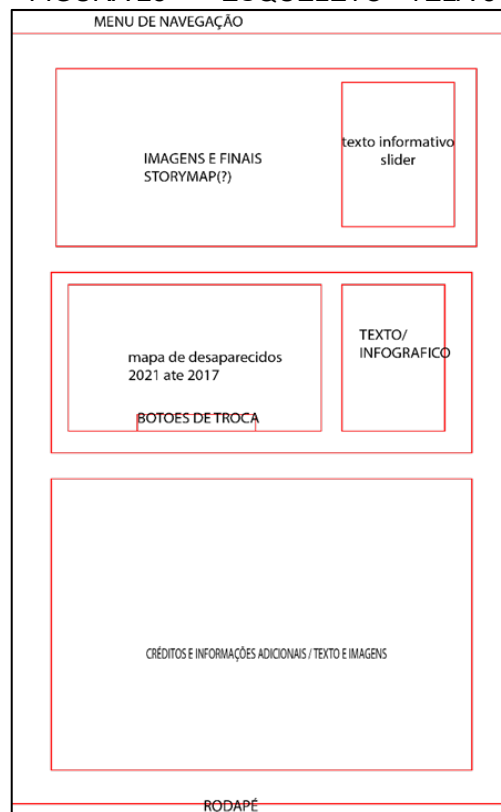 MENU DE NAVEGAÇÃO
IMAGENS E FINAIS
STORYMAP(?)
texto informativo
slider
mapa de desaparecidos
2021 ate 2017
BOTOES DE TROCA
TEXTO/
INFOGRAFICO
CRÉDITOS E INFORMAÇÕES ADICIONAIS / TEXTO E IMAGENS
RODAPÉ